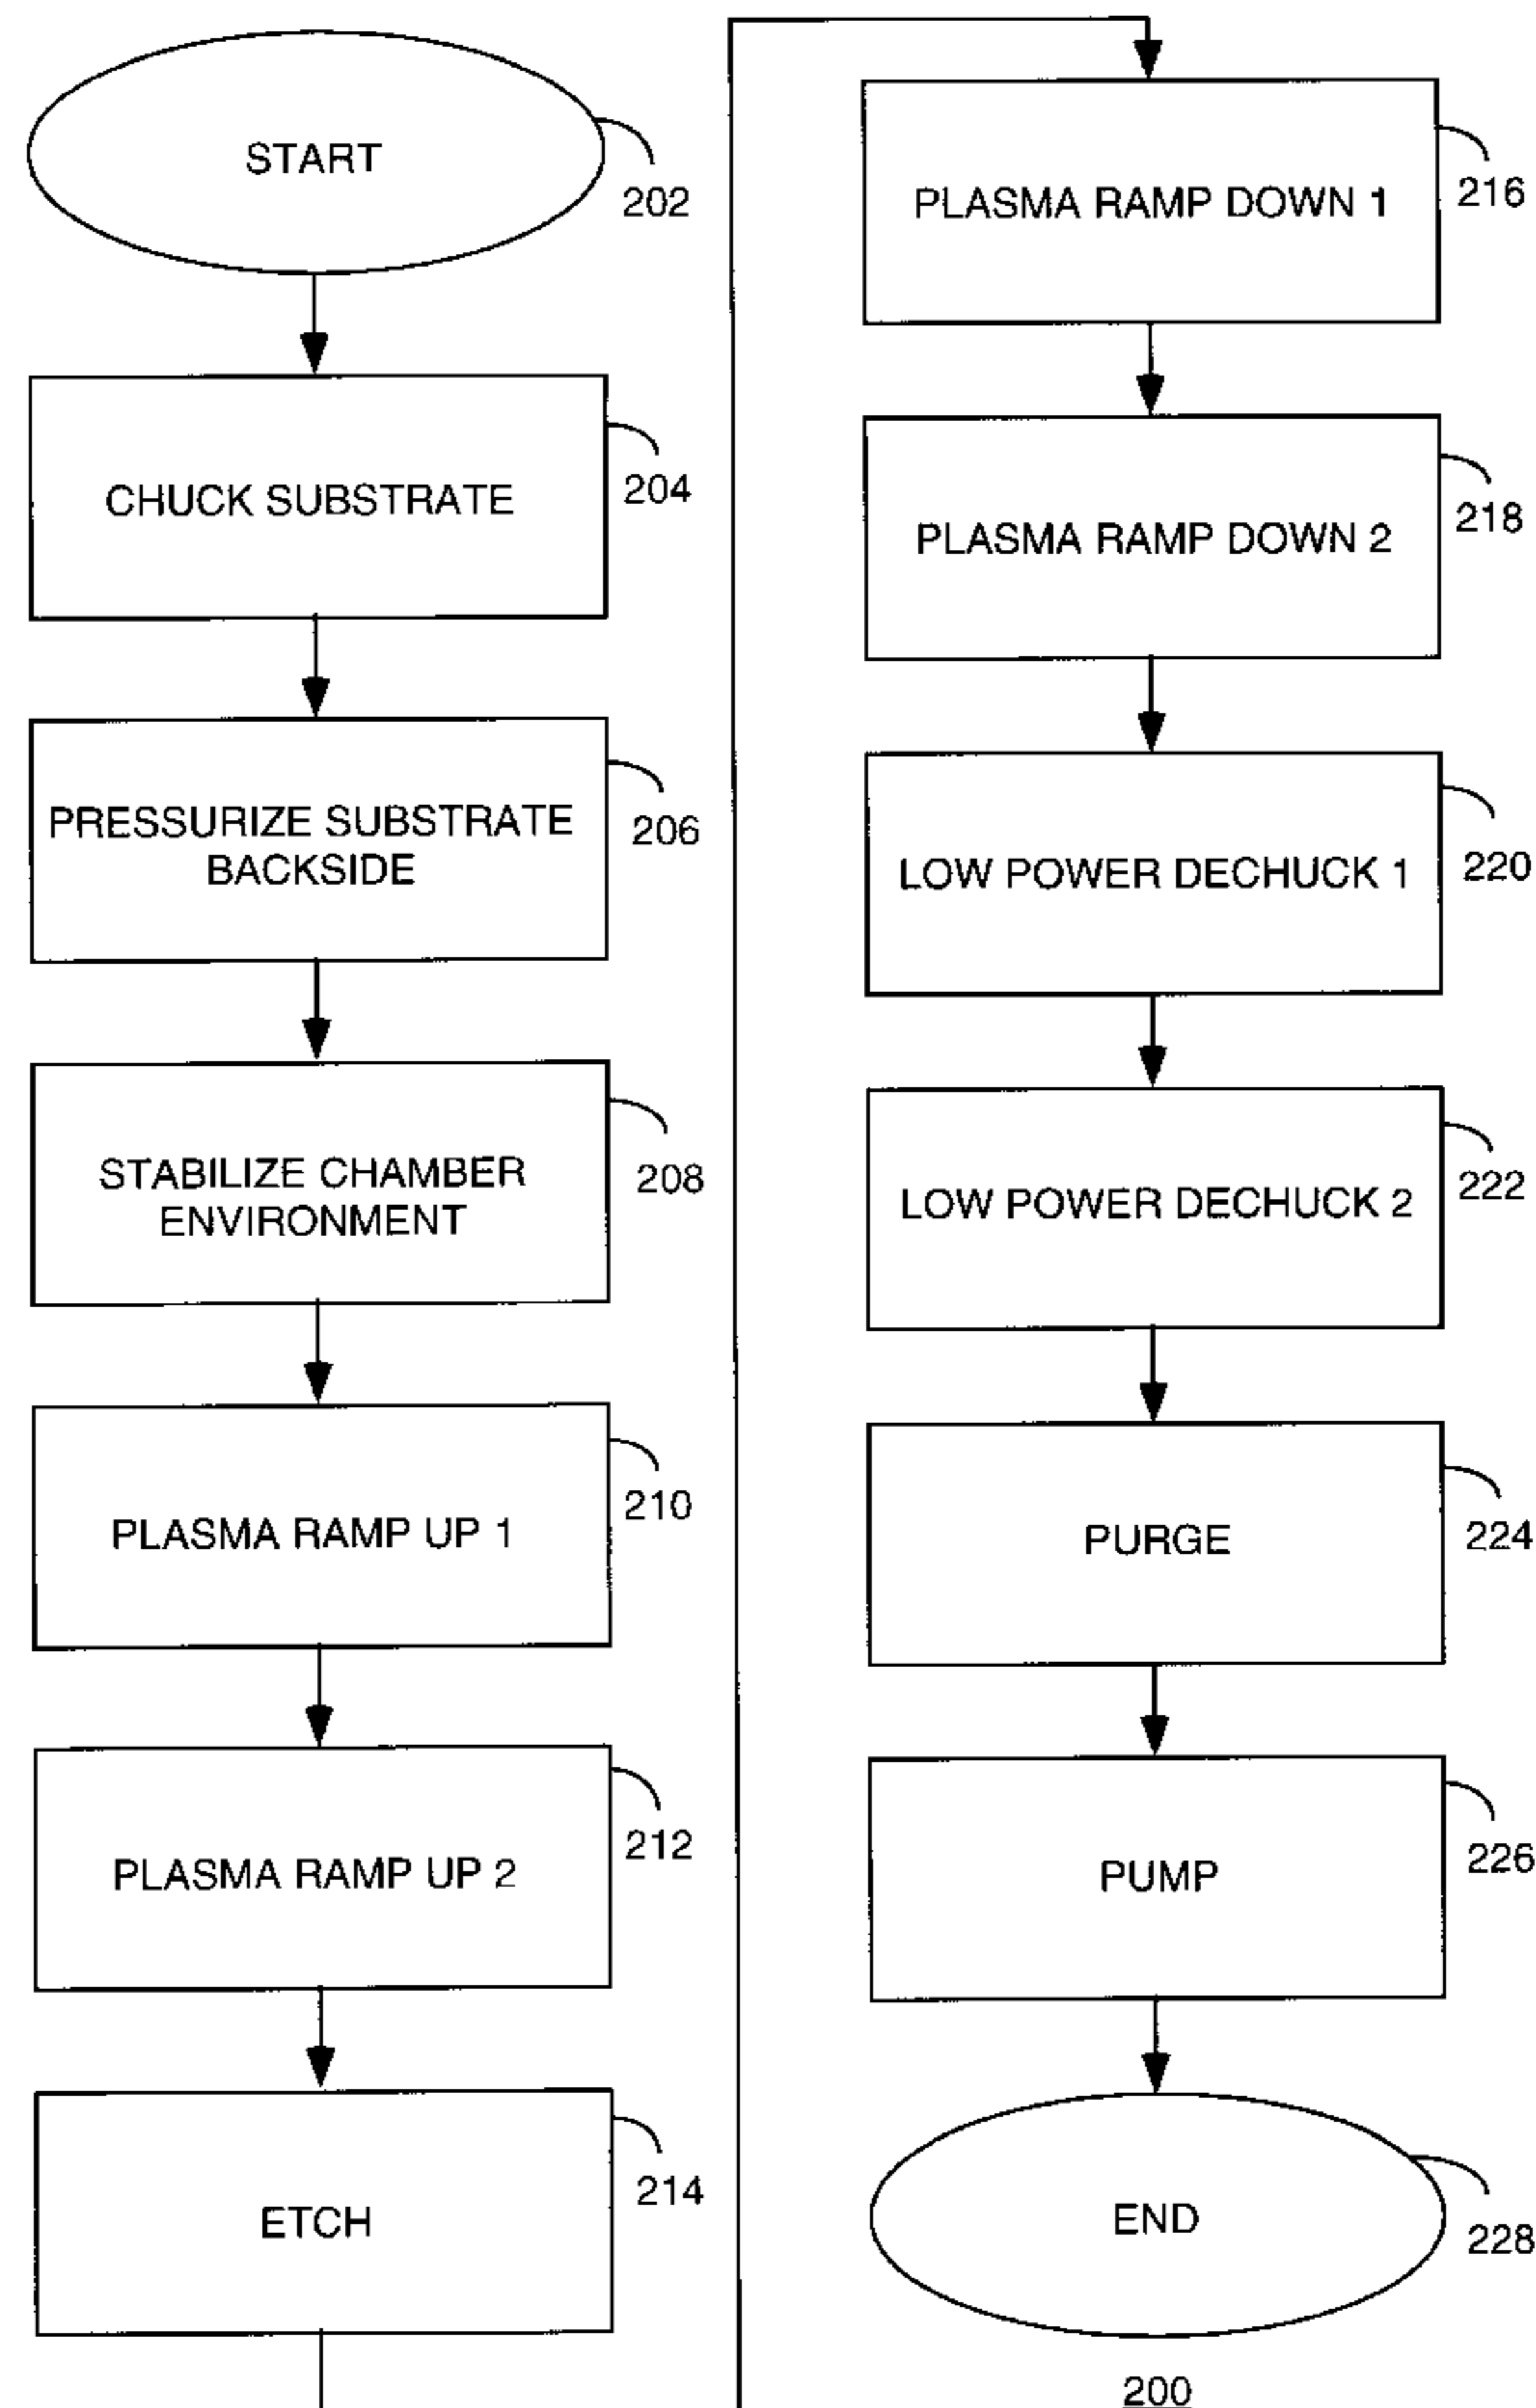 START
202
CHUCK SUBSTRATE
204
PRESSURIZE SUBSTRATE
BACKSIDE
206
STABILIZE CHAMBER
ENVIRONMENT
208
PLASMA RAMP UP 1
210
PLASMA RAMP UP 2
212
ETCH
214
PLASMA RAMP DOWN 1
216
PLASMA RAMP DOWN 2
218
LOW POWER DECHUCK 1
220
LOW POWER DECHUCK 2
222
PURGE
224
PUMP
226
END
228
200